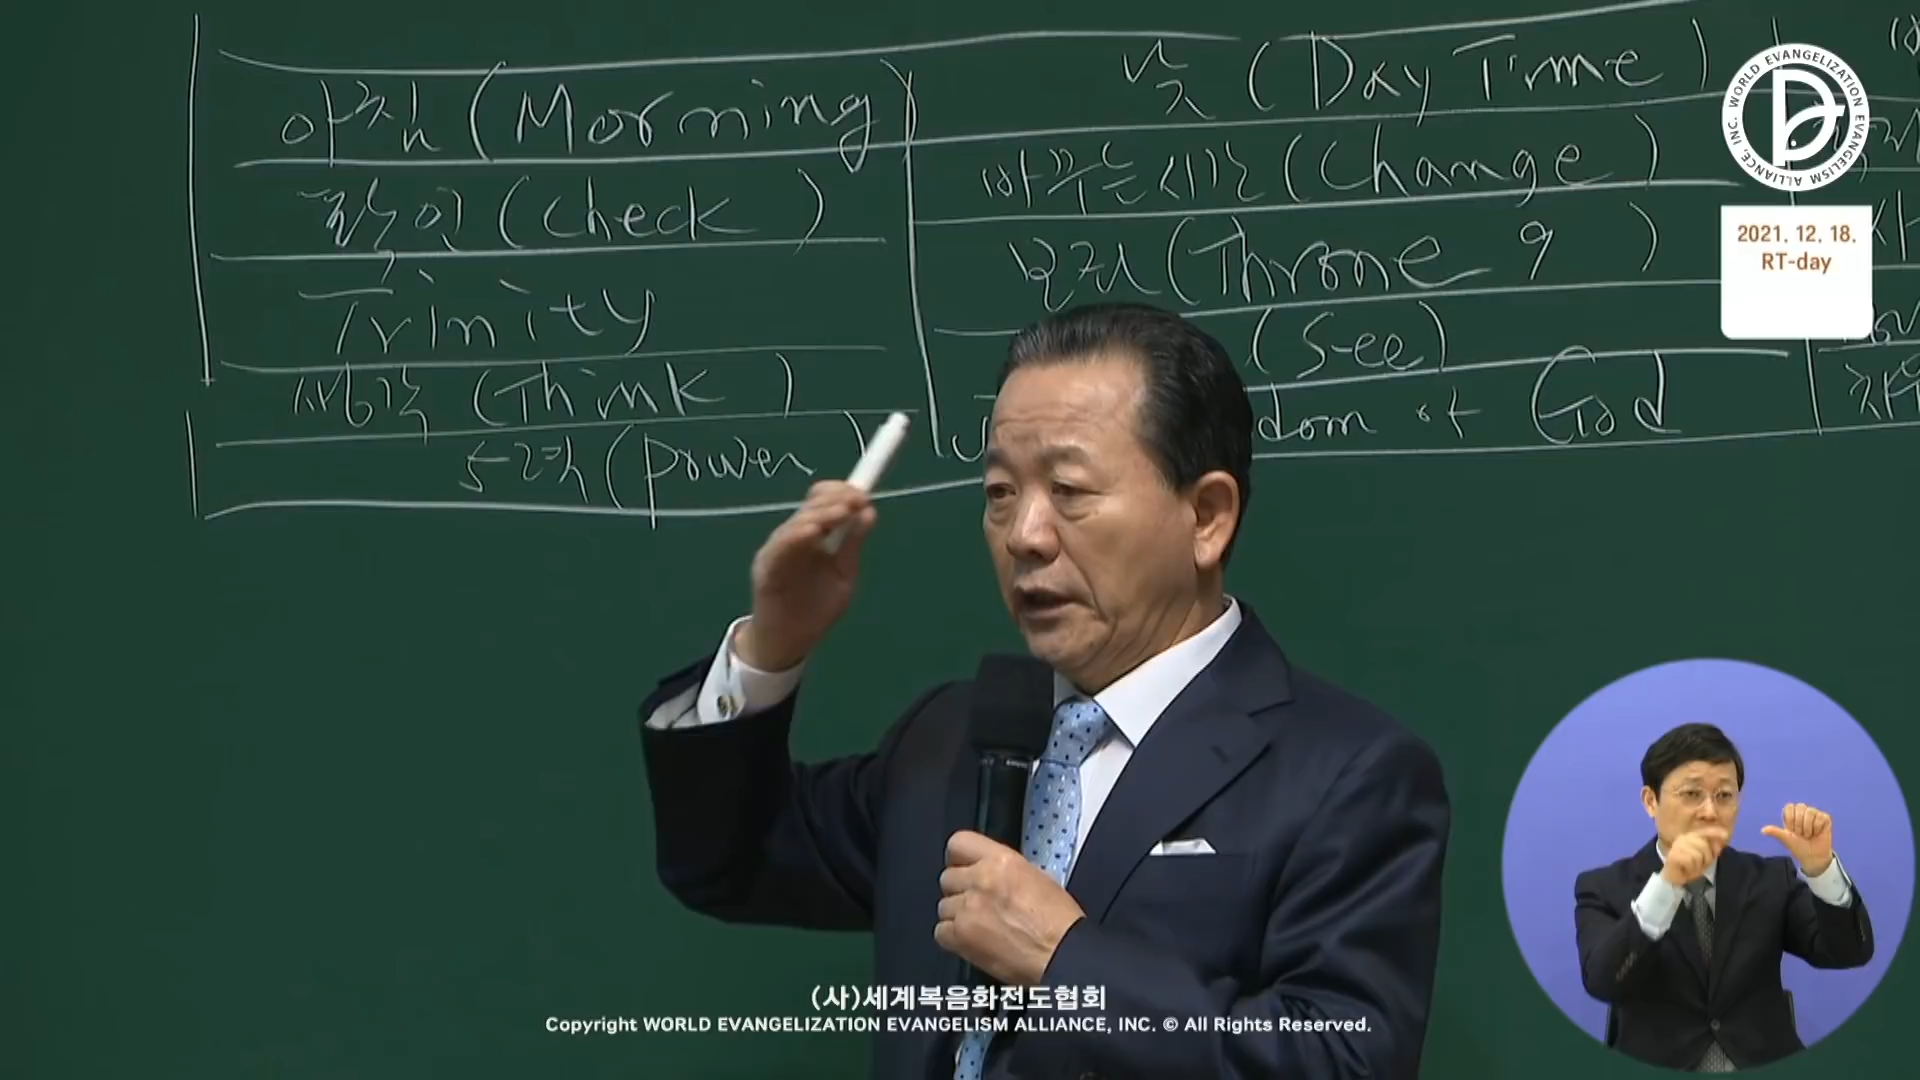 아침 (Morning)
확인 (Check)
Trinity
생각 (Think)
5력 (Power)
낮 (Day Time)
바꾸는 시간 (Change)
보좌 (Throne 9)
(See)
dom of God
WORLD EVANGELIZATION EVANGELISM ALLIANCE, INC.
2021. 12. 18.
RT-day
(사)세계복음화전도협회
Copyright WORLD EVANGELIZATION EVANGELISM ALLIANCE, INC. © All Rights Reserved.